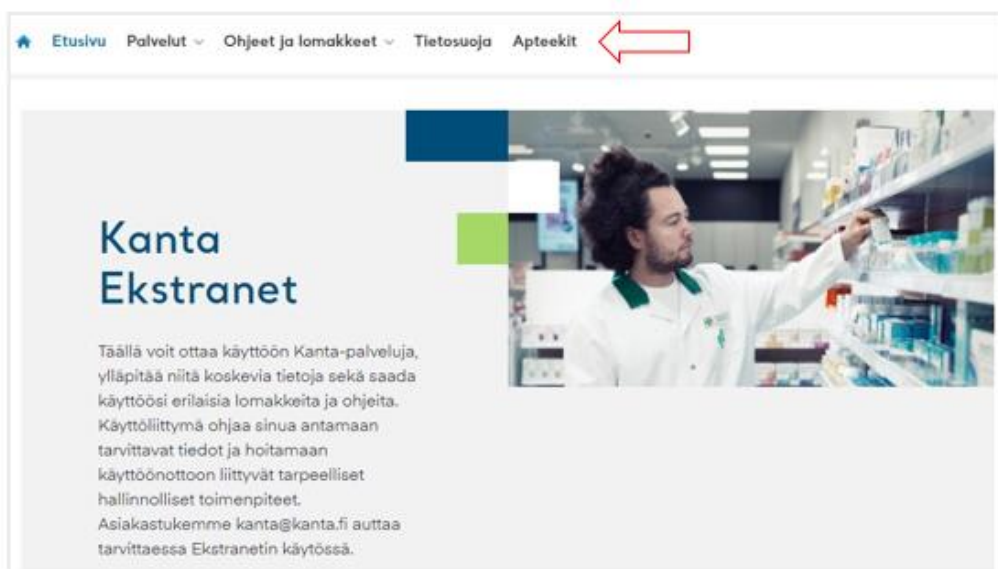 Etusivu Palvelut Ohjeet ja lomakkeet Tietosuoja Apteekit
Kanta
Ekstranet
Täällä voit ottaa käyttöön Kanta-palveluja,
ylläpitää niitä koskevia tietoja sekä saada
käyttöösi erilaisia lomakkeita ja ohjeita.
Käyttöliittymä ohjaa sinua antamaan
tarvittavat tiedot ja hoitamaan
käyttöönottoon liittyvät tarpeelliset
hallinnolliset toimenpiteet.
Asiakastukemme kanta@kanta.fi auttaa
tarvittaessa Ekstranetin käytössä.